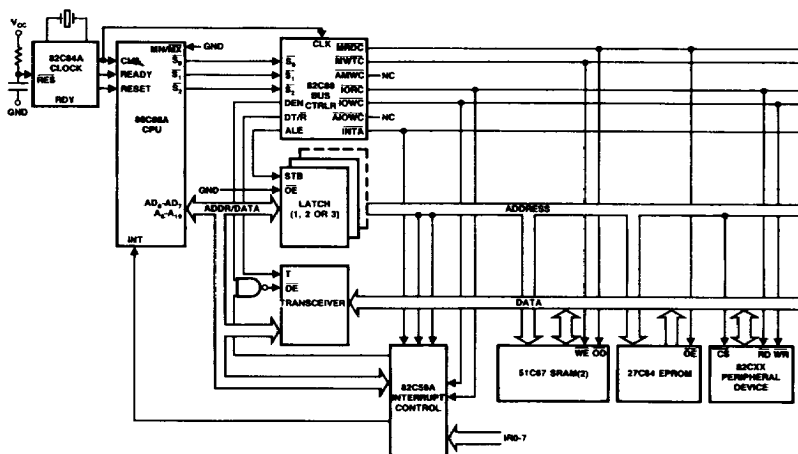 VCC
82C84A
CLOCK
RES
RDY
GND
MN/MX
GND
CLK
READY
RESET
S0
S1
S2
80C88A
CPU
AD0-AD7
A8-A19
INT
CLK
S0
S1
S2
DEN
DT/R
ALE
82C88
BUS
CTRLR
MRDC
MWTC
AMWC
NC
IORC
IOWC
AIOWC
NC
INTA
GND
STB
OE
LATCH
(1, 2 OR 3)
ADDR/DATA
ADDRESS
T
OE
TRANSCEIVER
DATA
82C59A
INTERRUPT
CONTROL
IR0-7
WE OD
51C67 SRAM(2)
OE
27C64 EPROM
CS RD WR
82CXX
PERIPHERAL
DEVICE